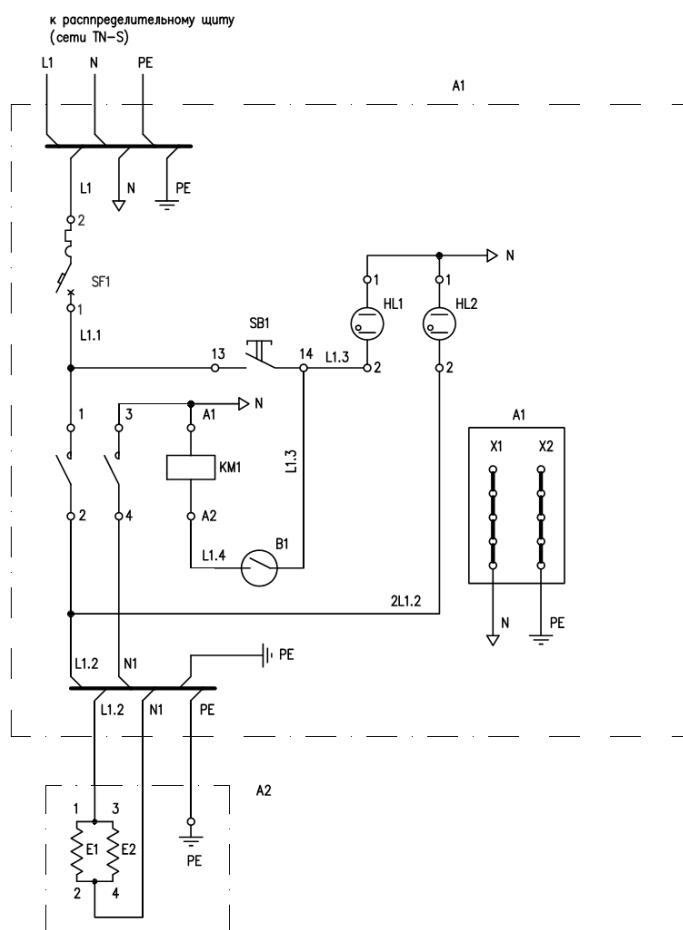 к расппределительному щиту
(сети TN-S)
L1 N PE
A1
L1 N PE
2
SF1
1
L1.1
N
1 1
HL1 HL2
SB1
13 14 L1.3 2 2
1 3 A1 N
A1
X1 X2
KM1
L1.3
2 4 A2
B1
L1.4
2L1.2
N PE
PE
L1.2 N1
L1.2 N1 PE
A2
1 3
E1 E2
PE
2 4